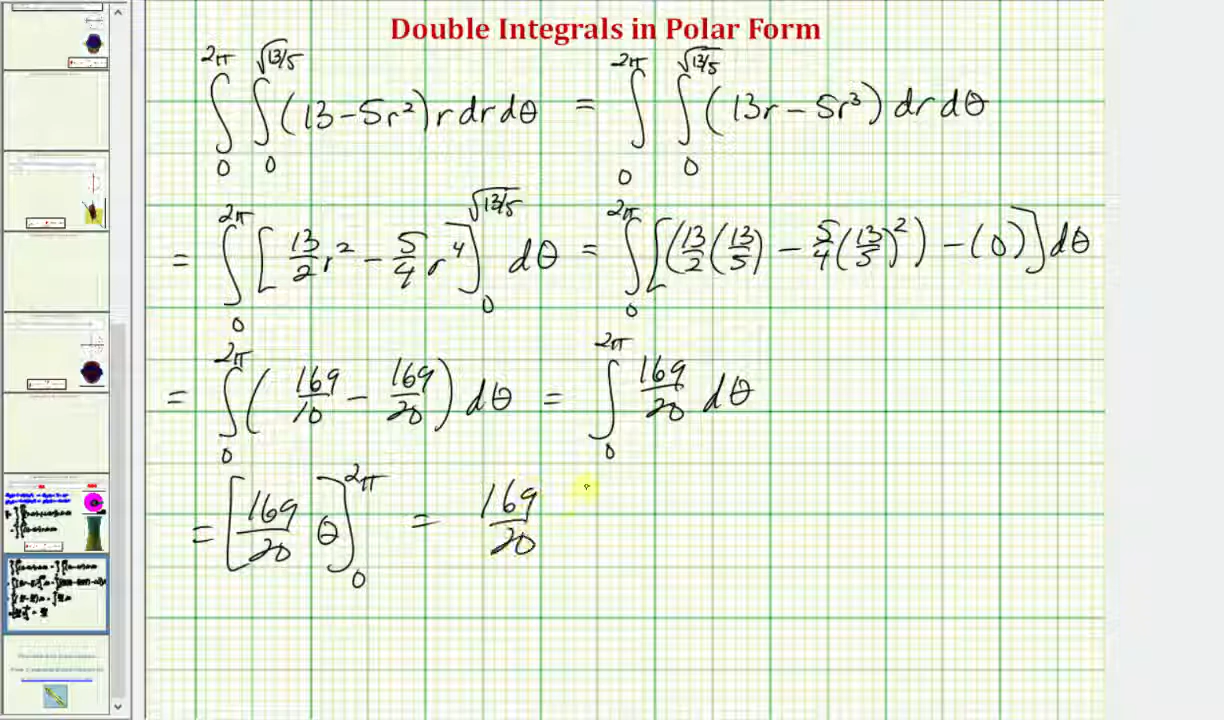 Double Integrals in Polar Form
∫₀^2π ∫₀^√13/5 (13 − 5r²) r dr dθ = ∫₀^2π ∫₀^√13/5 (13r − 5r³) dr dθ
= ∫₀^2π [13/2 r² − 5/4 r⁴]₀^√13/5 dθ = ∫₀^2π [(13/2 (13/5) − 5/4 (13/5)²) − (0)] dθ
= ∫₀^2π (169/10 − 169/20) dθ = ∫₀^2π 169/20 dθ
= [169/20 θ]₀^2π = 169/20